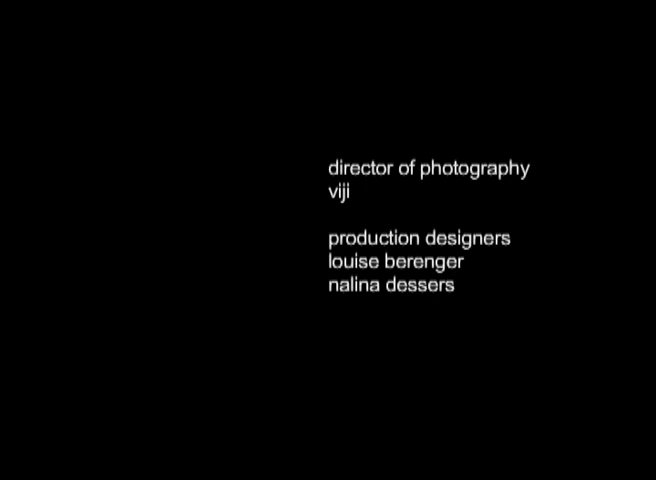 director of photography
viji
production designers
louise berenger
nalina dessers